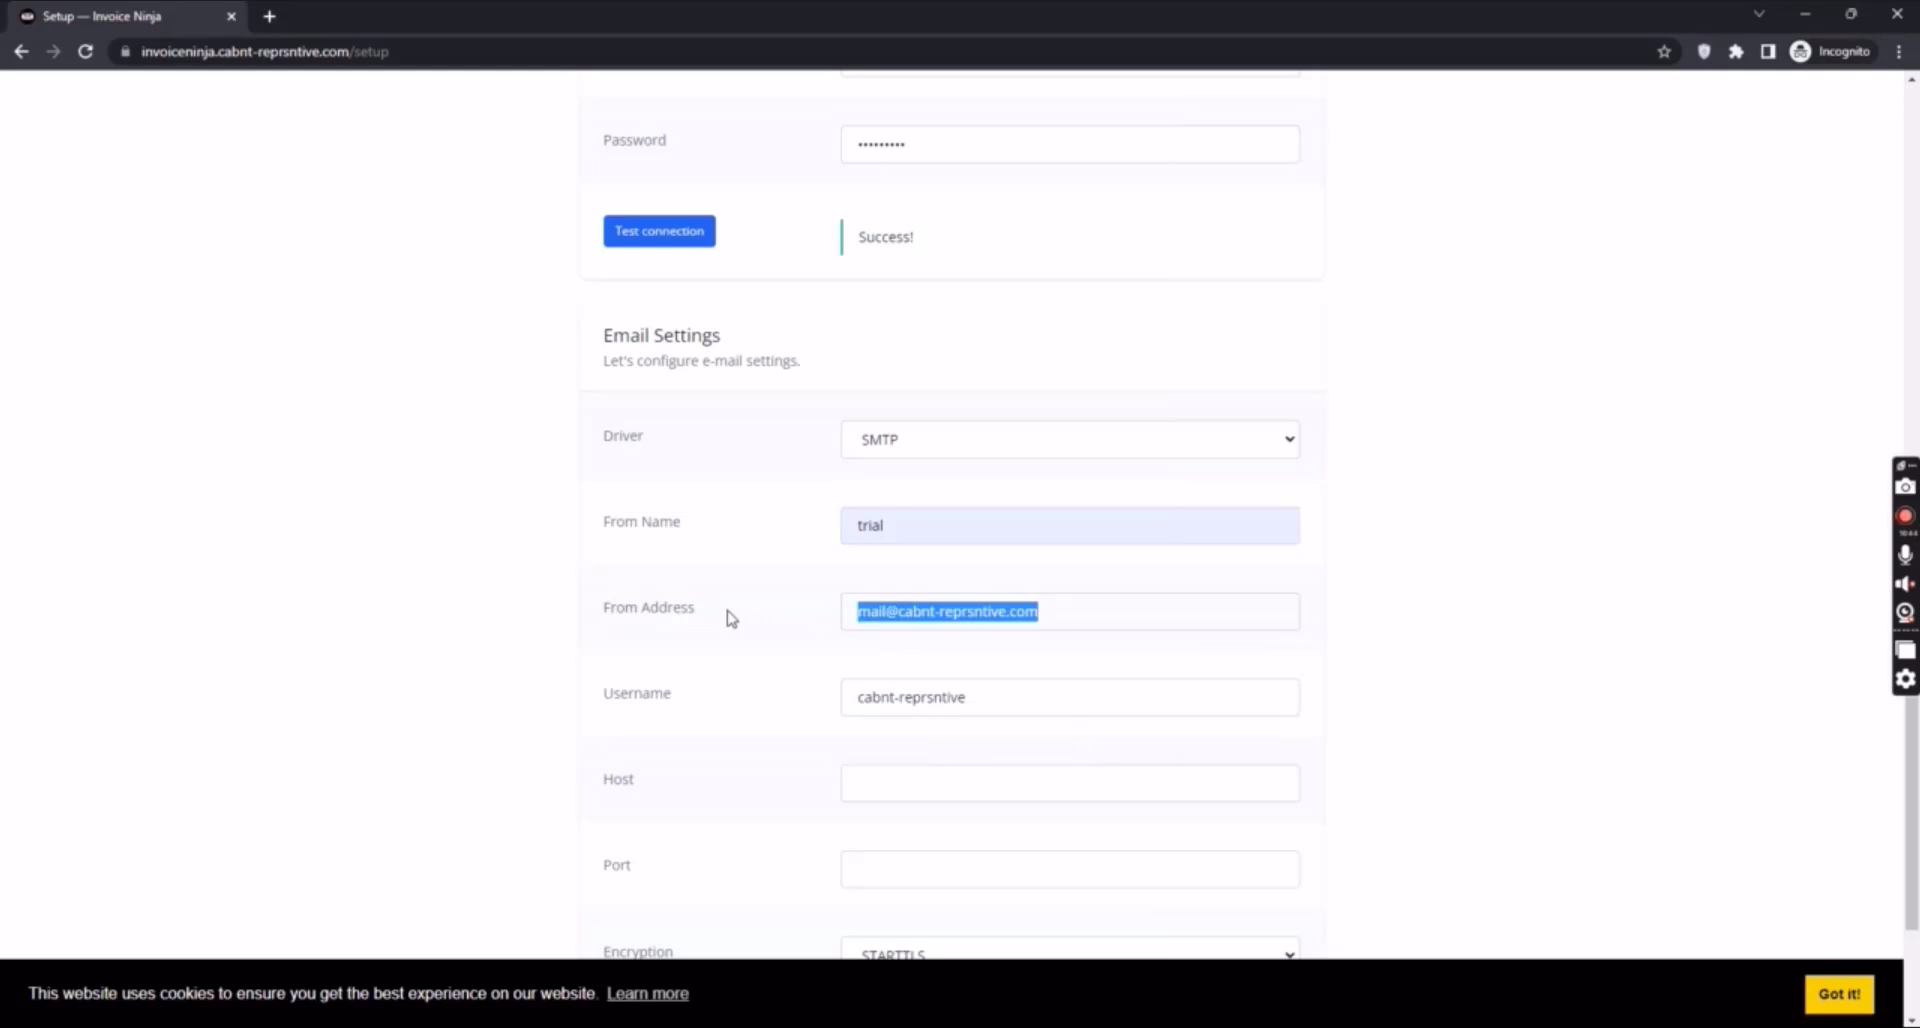 Setup — Invoice Ninja
invoiceninja.cabnt-reprsntive.com/setup
Incognito
Password
•••••••••
Test connection
Success!
Email Settings
Let's configure e-mail settings.
Driver
SMTP
From Name
trial
From Address
mail@cabnt-reprsntive.com
Username
cabnt-reprsntive
Host
Port
Encryption
STARTTLS
This website uses cookies to ensure you get the best experience on our website. Learn more
Got it!